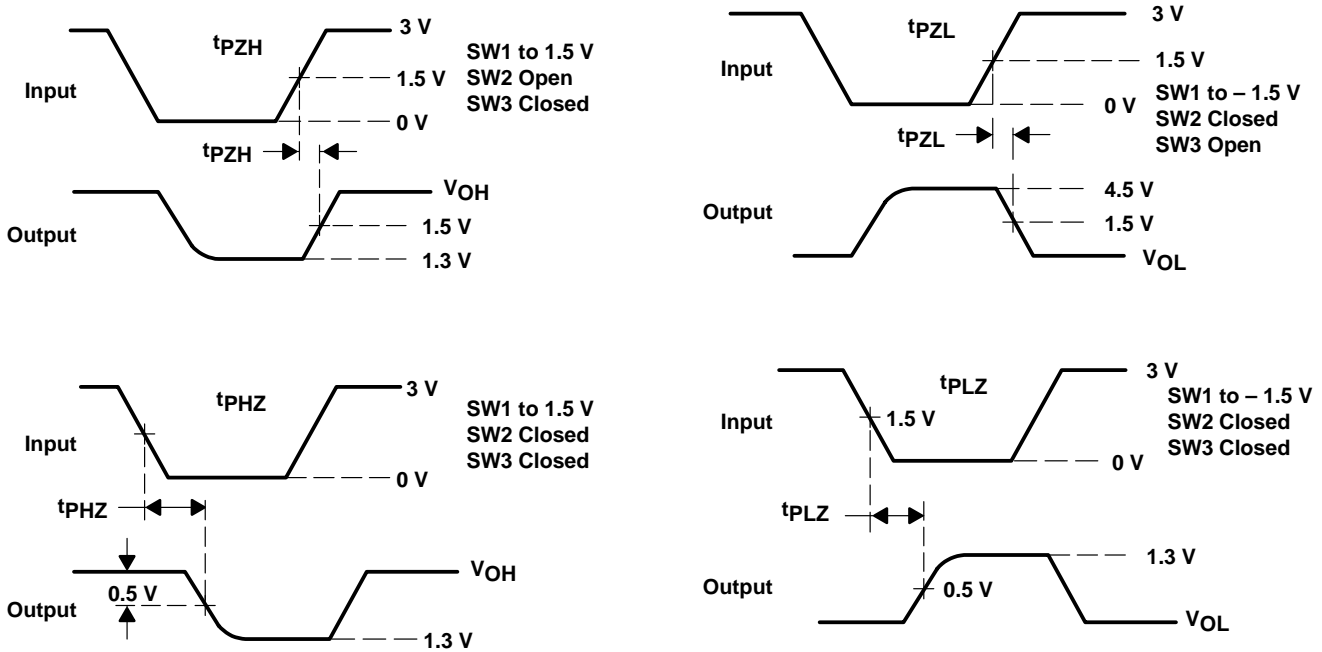 tPZH
3 V
SW1 to 1.5 V
SW2 Open
SW3 Closed
Input
1.5 V
0 V
tPZH
VOH
Output
1.5 V
1.3 V
tPZL
3 V
Input
1.5 V
0 V
SW1 to – 1.5 V
SW2 Closed
SW3 Open
tPZL
4.5 V
Output
1.5 V
VOL
tPHZ
3 V
SW1 to 1.5 V
SW2 Closed
SW3 Closed
Input
0 V
tPHZ
VOH
0.5 V
Output
1.3 V
tPLZ
3 V
SW1 to – 1.5 V
SW2 Closed
SW3 Closed
Input
1.5 V
0 V
tPLZ
1.3 V
Output
0.5 V
VOL